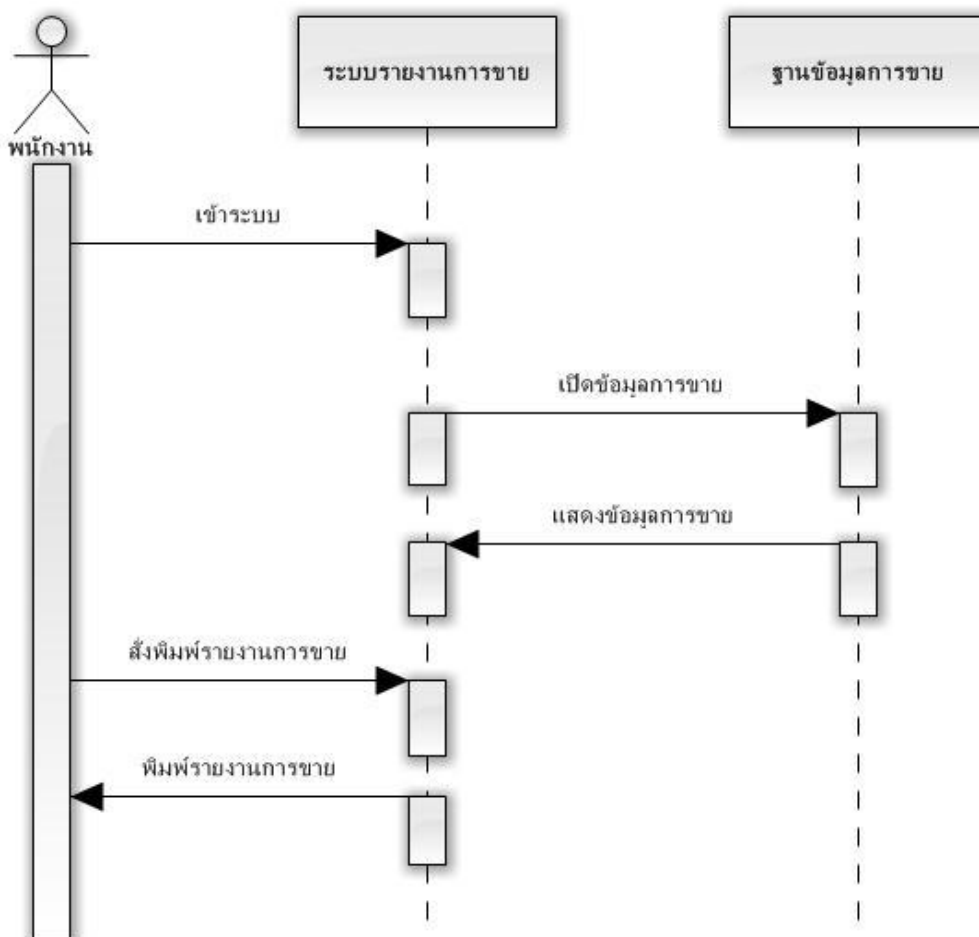 ระบบรายงานการขาย
ฐานข้อมูลการขาย
พนักงาน
เข้าระบบ
เปิดข้อมูลการขาย
แสดงข้อมูลการขาย
สั่งพิมพ์รายงานการขาย
พิมพ์รายงานการขาย